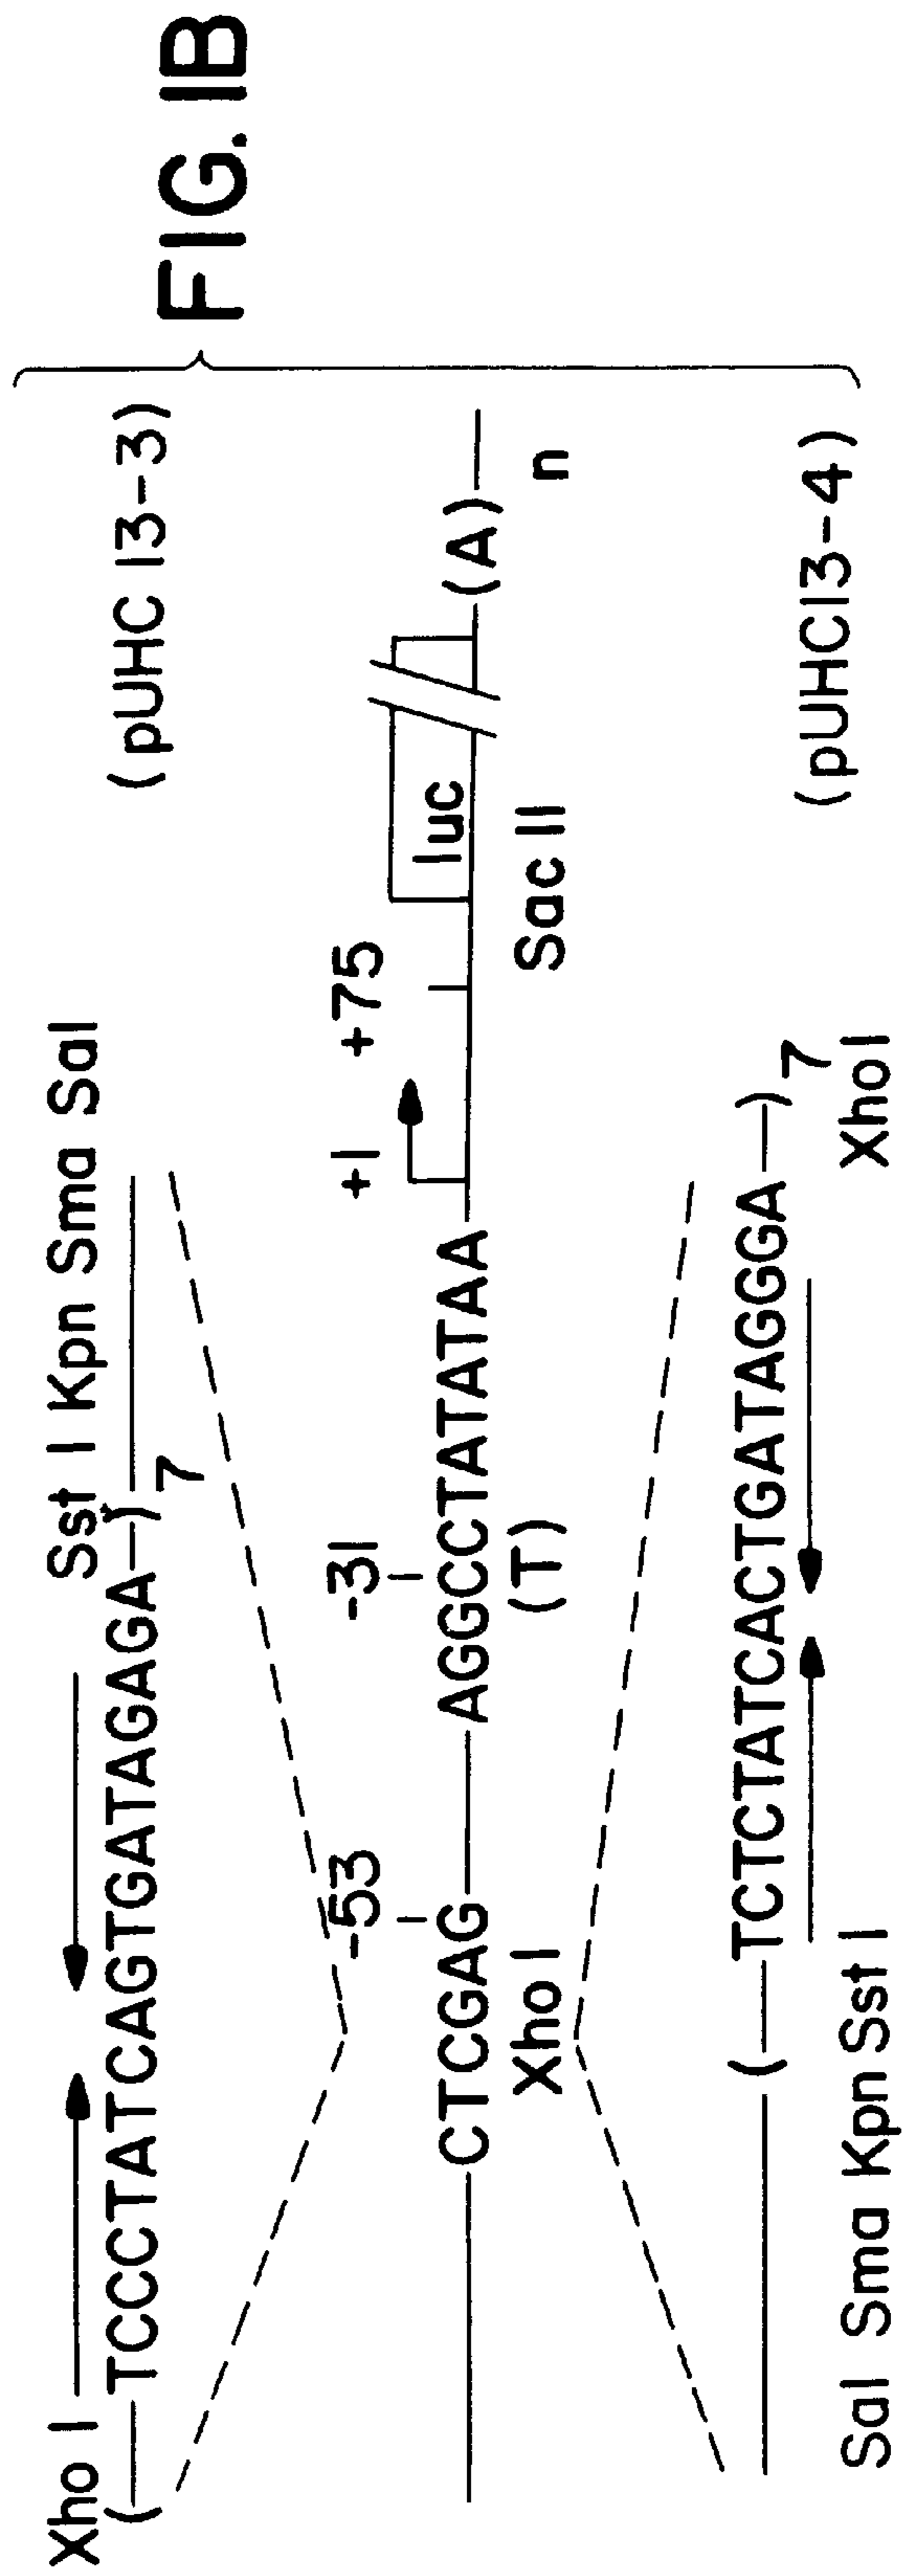 FIG. 1B
Xho I Sst I Kpn Sma Sal
(—TCCCTATCAGTGATAGAGA—)7 (pUHC 13-3)
-53 -31 +1 +75
CTCGAG AGGCCTATATAA luc (A)n
Xho I (T) Sac II
(—TCTCTATCACTGATAGGGA—)7 (pUHC13-4)
Sal Sma Kpn Sst I Xho I